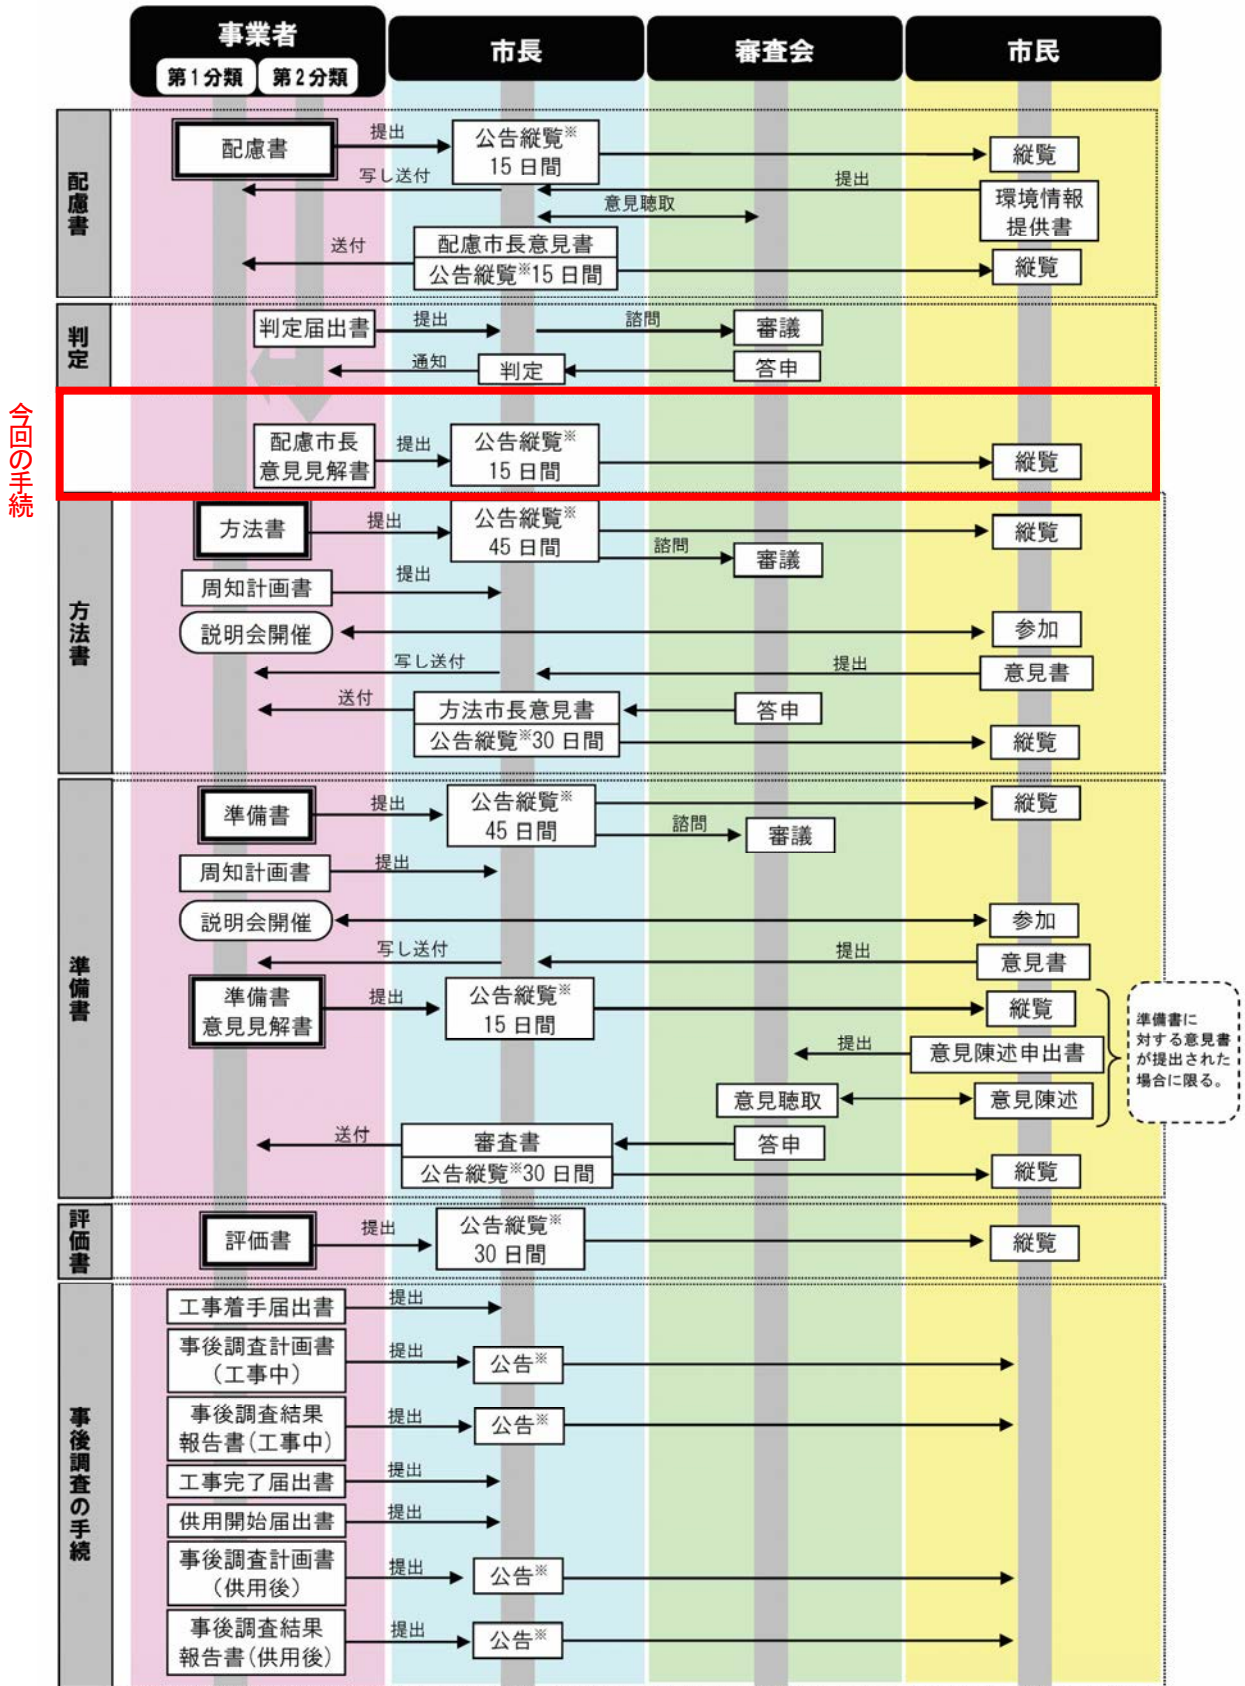 事業者
第1分類
第2分類
市長
審査会
市民
配慮書
配慮書
提出
公告縦覧※
15日間
縦覧
写し送付
提出
環境情報
提供書
意見聴取
送付
配慮市長意見書
公告縦覧※15日間
縦覧
判定
判定届出書
提出
諮問
審議
通知
判定
答申
今回の手続
配慮市長
意見見解書
提出
公告縦覧※
15日間
縦覧
方法書
方法書
提出
公告縦覧※
45日間
縦覧
諮問
審議
周知計画書
提出
説明会開催
参加
写し送付
提出
意見書
送付
方法市長意見書
答申
公告縦覧※30日間
縦覧
準備書
準備書
提出
公告縦覧※
45日間
縦覧
諮問
審議
周知計画書
提出
説明会開催
参加
写し送付
提出
意見書
準備書
意見見解書
提出
公告縦覧※
15日間
縦覧
提出
意見陳述申出書
意見聴取
意見陳述
準備書に
対する意見書
が提出された
場合に限る。
送付
審査書
答申
公告縦覧※30日間
縦覧
評価書
評価書
提出
公告縦覧※
30日間
縦覧
事後調査の手続
工事着手届出書
提出
事後調査計画書
(工事中)
提出
公告※
事後調査結果
報告書(工事中)
提出
公告※
工事完了届出書
提出
供用開始届出書
提出
事後調査計画書
(供用後)
提出
公告※
事後調査結果
報告書(供用後)
提出
公告※